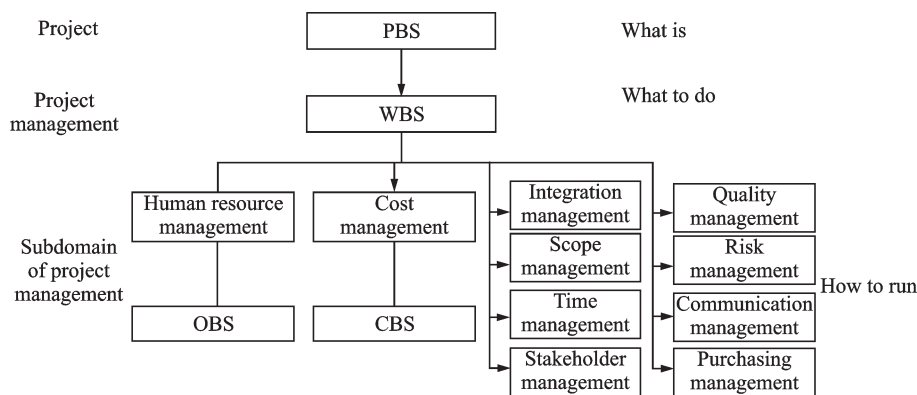 Project
PBS
What is
Project
management
WBS
What to do
Subdomain
of project
management
Human resource
management
Cost
management
Integration
management
Quality
management
Scope
management
Risk
management
How to run
OBS
CBS
Time
management
Communication
management
Stakeholder
management
Purchasing
management